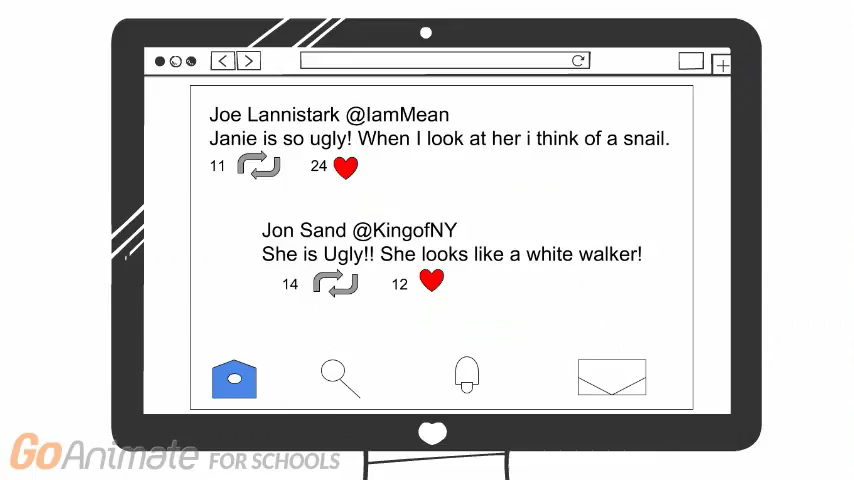 Joe Lannistark @IamMean
Janie is so ugly! When I look at her i think of a snail.
11 24
Jon Sand @KingofNY
She is Ugly!! She looks like a white walker!
14 12
GoAnimate FOR SCHOOLS